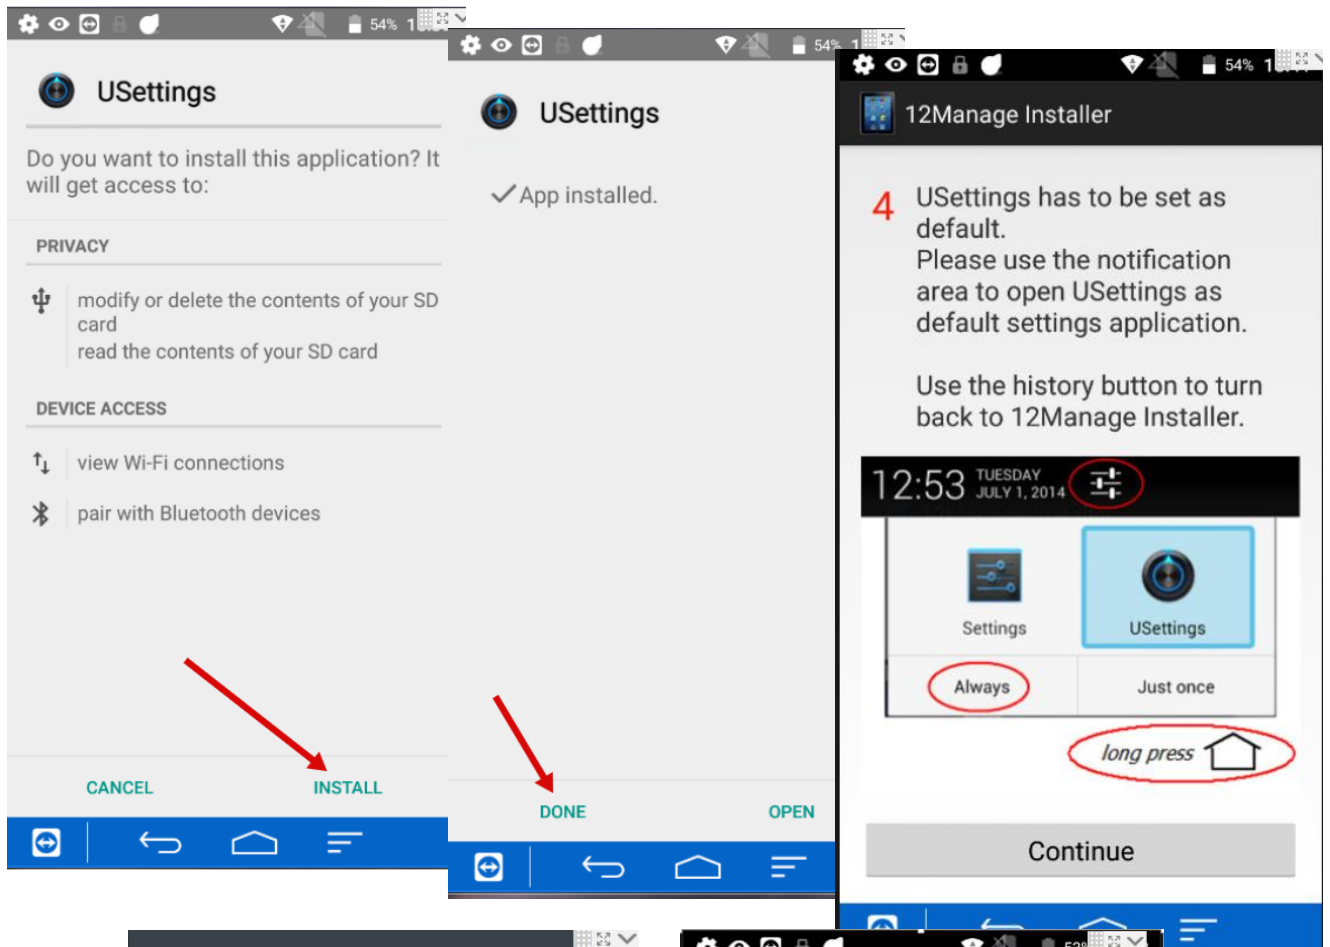 54%
USettings
Do you want to install this application? It
will get access to:
PRIVACY
modify or delete the contents of your SD
card
read the contents of your SD card
DEVICE ACCESS
view Wi-Fi connections
pair with Bluetooth devices
CANCEL
INSTALL
54%
USettings
App installed.
DONE
OPEN
54%
12Manage Installer
4
USettings has to be set as
default.
Please use the notification
area to open USettings as
default settings application.
Use the history button to turn
back to 12Manage Installer.
12:53
TUESDAY
JULY 1, 2014
Settings
USettings
Always
Just once
long press
Continue